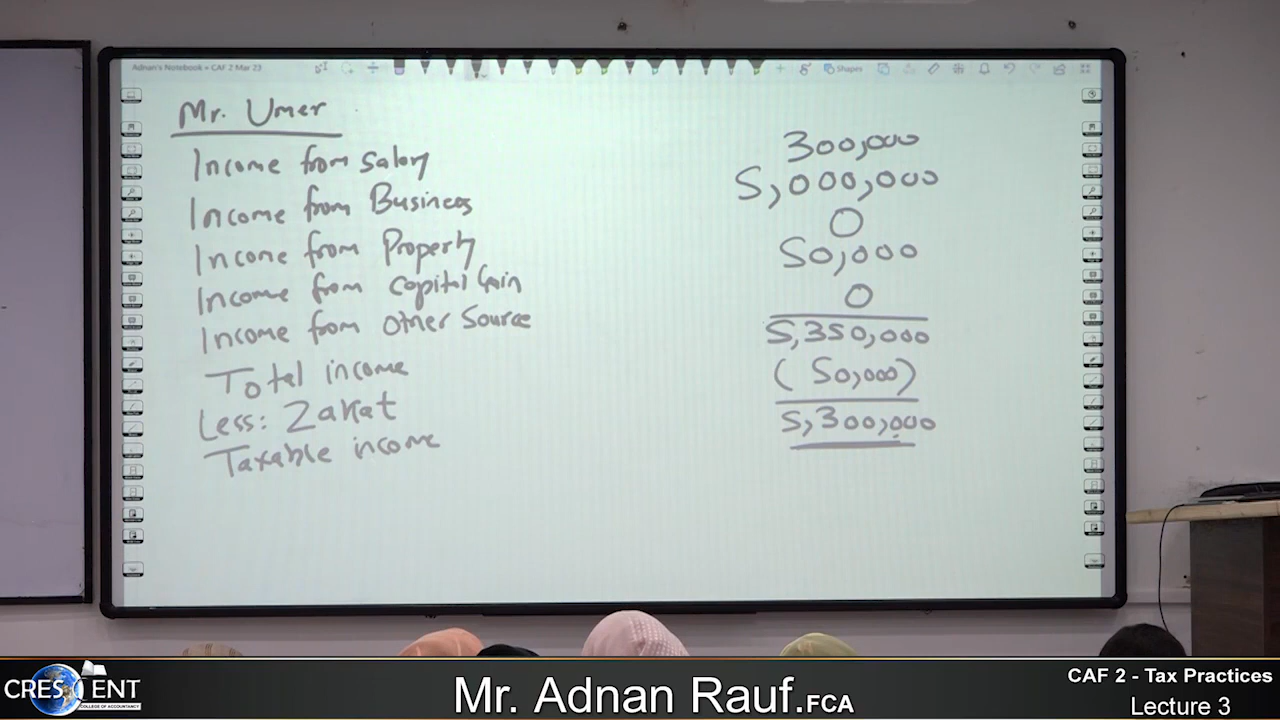 Adnan's Notebook » CAF 2 Mar 23
Shapes
Mr. Umer
Income from Salary 300,000
Income from Business 5,000,000
Income from Property 0
Income from Capital Gain 50,000
Income from Other Source 0
Total income 5,350,000
Less: Zakat (50,000)
Taxable income 5,300,000
CRESCENT
COLLEGE OF ACCOUNTANCY
Mr. Adnan Rauf.FCA
CAF 2 - Tax Practices
Lecture 3